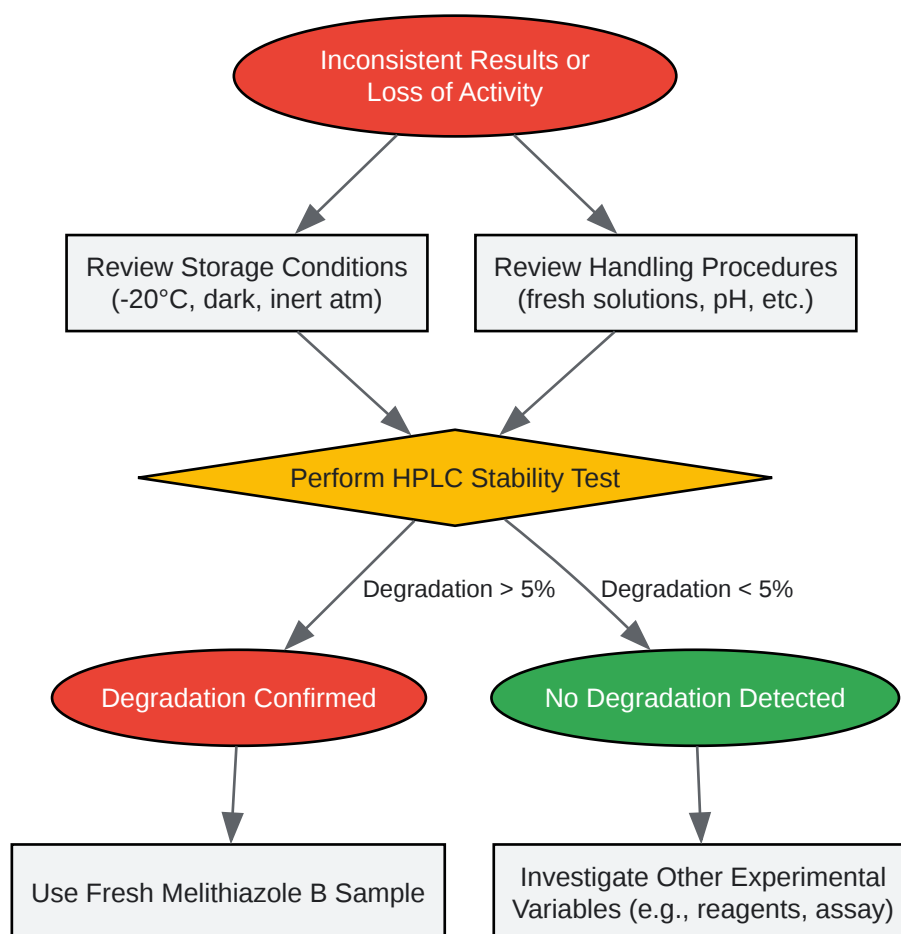 Inconsistent Results or
Loss of Activity
Review Storage Conditions
(-20°C, dark, inert atm)
Review Handling Procedures
(fresh solutions, pH, etc.)
Perform HPLC Stability Test
Degradation > 5%
Degradation < 5%
Degradation Confirmed
No Degradation Detected
Use Fresh Melithiazole B Sample
Investigate Other Experimental
Variables (e.g., reagents, assay)